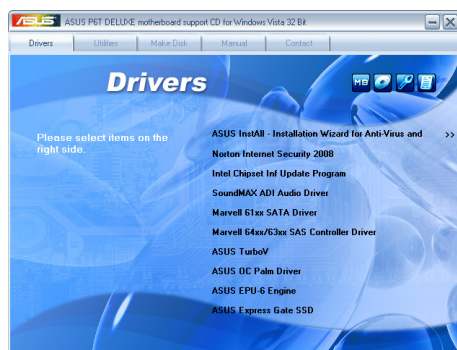 ASUS
ASUS P6T DELUXE motherboard support CD for Windows Vista 32 Bit
Drivers
Utilities
Make Disk
Manual
Contact
Drivers
MB
Please select items on the
right side.
ASUS InstAll - Installation Wizard for Anti-Virus and >>
Norton Internet Security 2008
Intel Chipset Inf Update Program
SoundMAX ADI Audio Driver
Marvell 61xx SATA Driver
Marvell 64xx/63xx SAS Controller Driver
ASUS TurboV
ASUS OC Palm Driver
ASUS EPU-6 Engine
ASUS Express Gate SSD